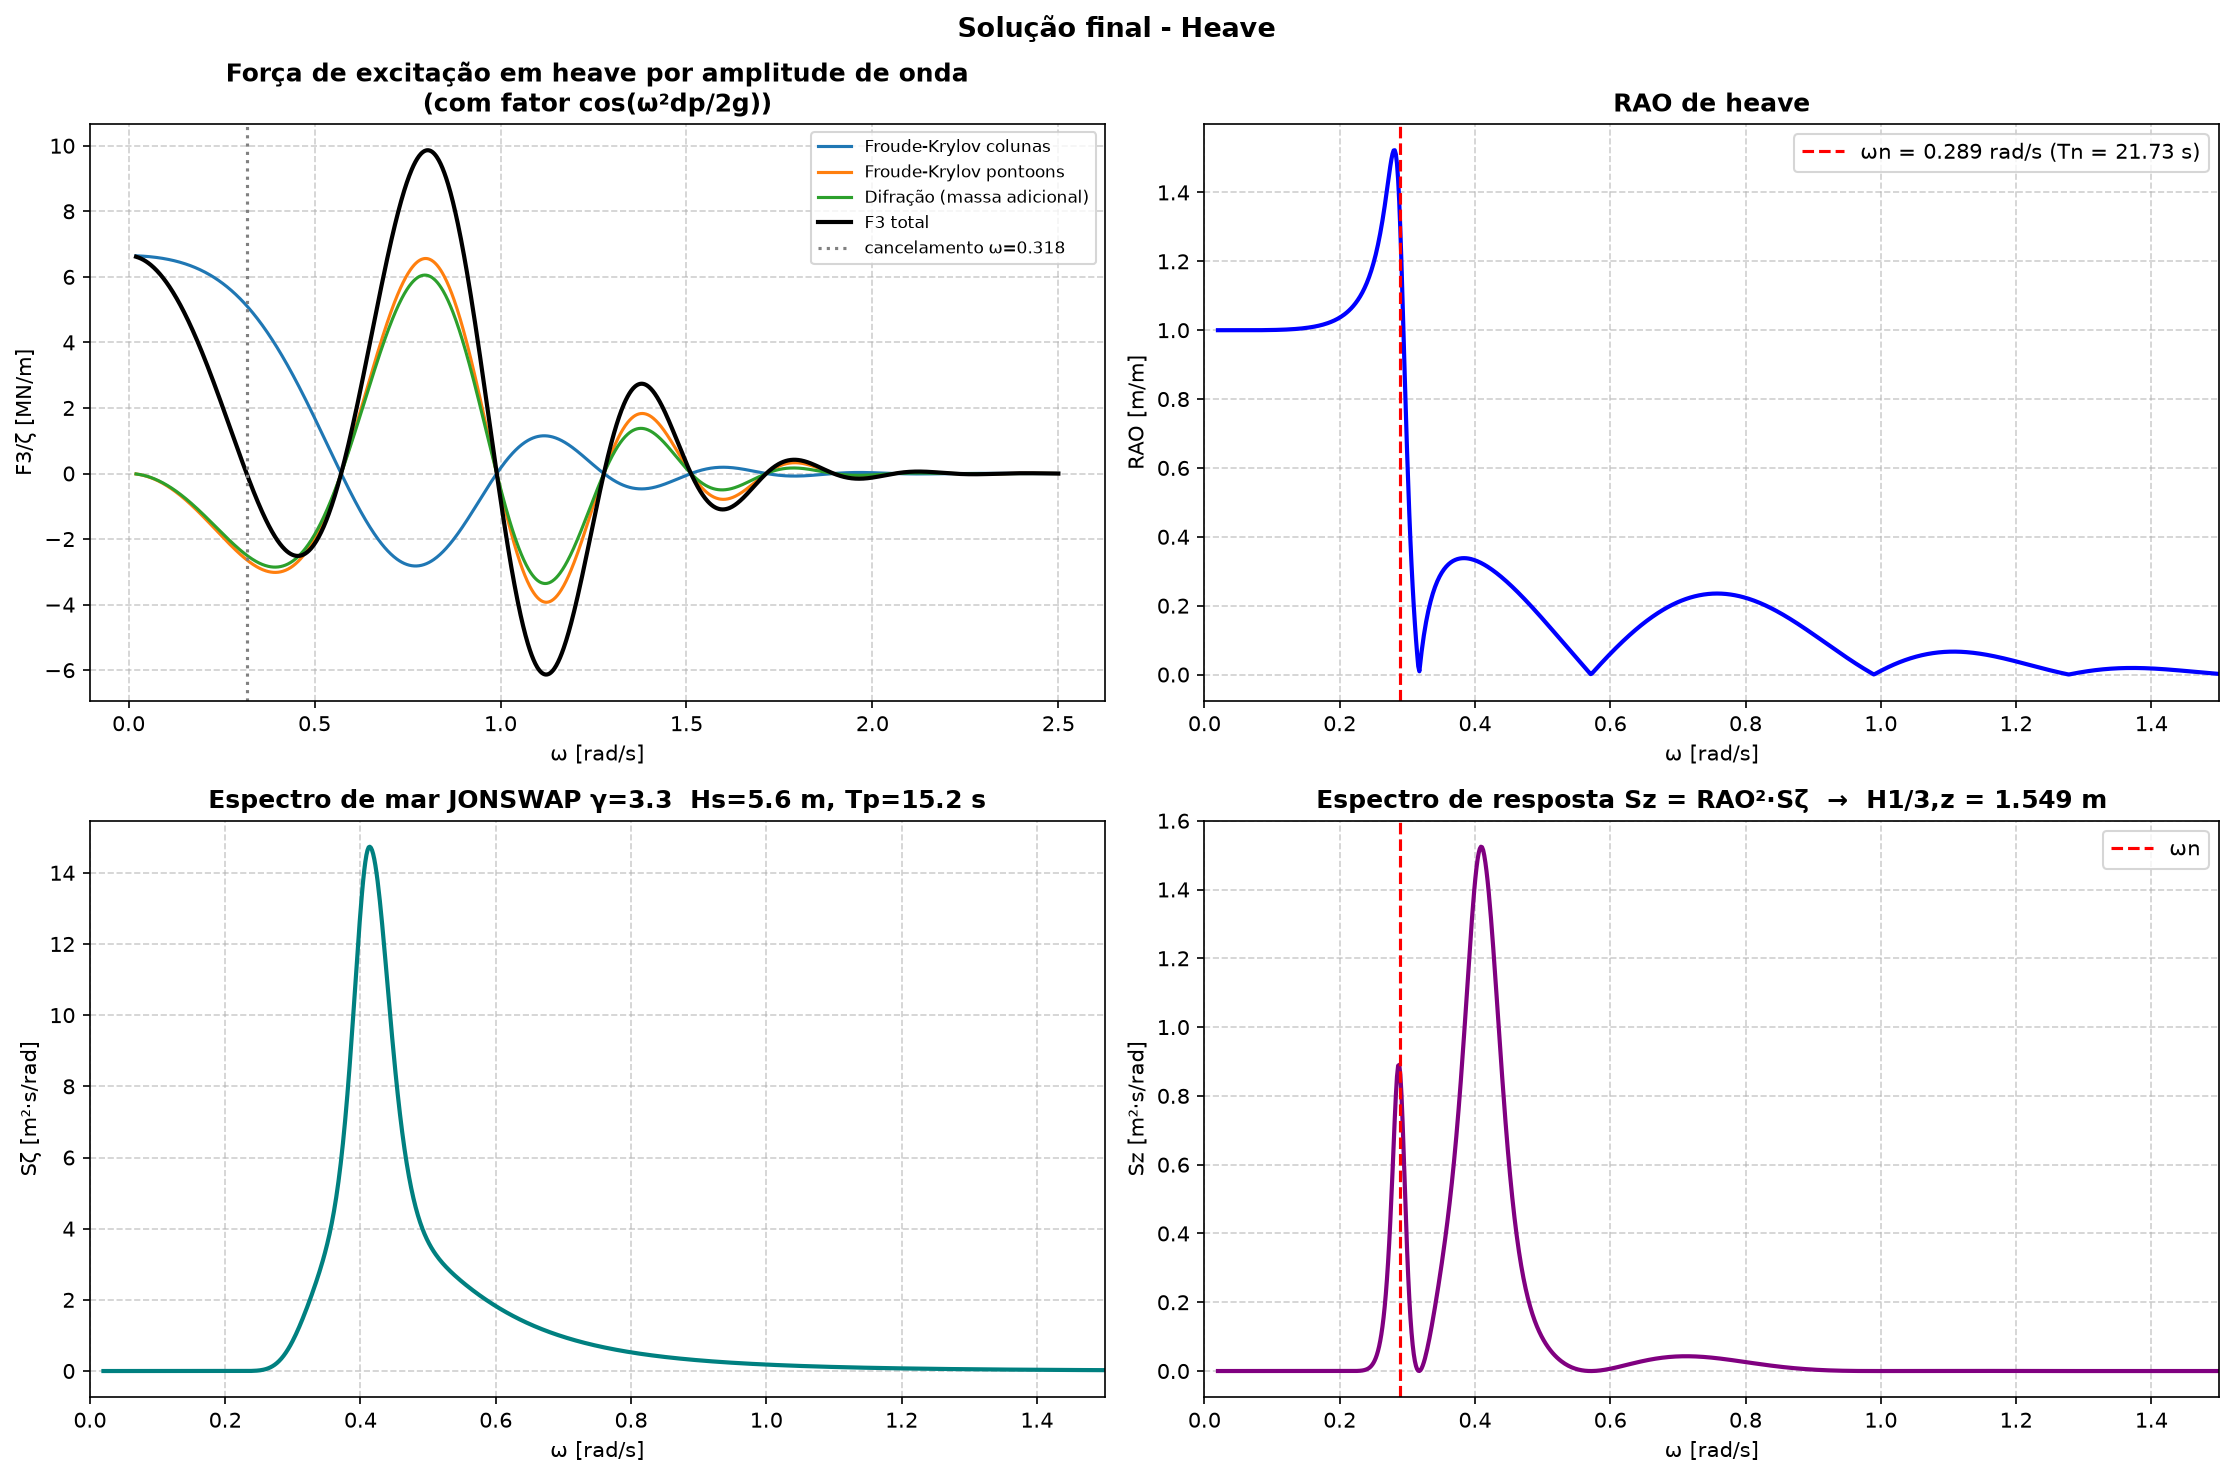 Solução final - Heave
Força de excitação em heave por amplitude de onda
(com fator cos(ω²dp/2g))
10
8
6
4
2
0
−2
−4
−6
F3/ζ [MN/m]
Froude-Krylov colunas
Froude-Krylov pontoons
Difração (massa adicional)
F3 total
cancelamento ω=0.318
0.0 0.5 1.0 1.5 2.0 2.5
ω [rad/s]
RAO de heave
1.4
1.2
1.0
0.8
0.6
0.4
0.2
0.0
RAO [m/m]
ωn = 0.289 rad/s (Tn = 21.73 s)
0.0 0.2 0.4 0.6 0.8 1.0 1.2 1.4
ω [rad/s]
Espectro de mar JONSWAP γ=3.3 Hs=5.6 m, Tp=15.2 s
14
12
10
8
6
4
2
0
Sζ [m²·s/rad]
0.0 0.2 0.4 0.6 0.8 1.0 1.2 1.4
ω [rad/s]
Espectro de resposta Sz = RAO²·Sζ → H1/3,z = 1.549 m
1.6
1.4
1.2
1.0
0.8
0.6
0.4
0.2
0.0
Sz [m²·s/rad]
ωn
0.0 0.2 0.4 0.6 0.8 1.0 1.2 1.4
ω [rad/s]